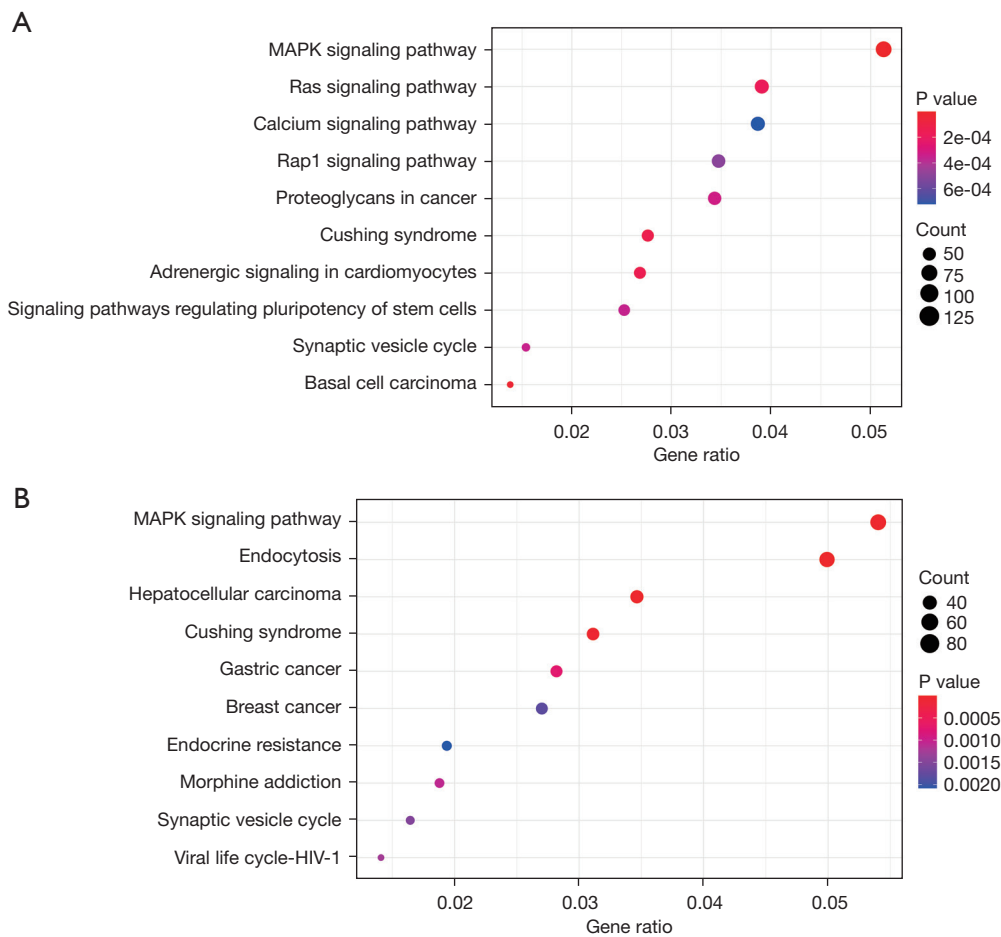 A
MAPK signaling pathway
Ras signaling pathway
Calcium signaling pathway
Rap1 signaling pathway
Proteoglycans in cancer
Cushing syndrome
Adrenergic signaling in cardiomyocytes
Signaling pathways regulating pluripotency of stem cells
Synaptic vesicle cycle
Basal cell carcinoma
0.02 0.03 0.04 0.05
Gene ratio
P value
2e-04
4e-04
6e-04
Count
50
75
100
125
B
MAPK signaling pathway
Endocytosis
Hepatocellular carcinoma
Cushing syndrome
Gastric cancer
Breast cancer
Endocrine resistance
Morphine addiction
Synaptic vesicle cycle
Viral life cycle-HIV-1
0.02 0.03 0.04 0.05
Gene ratio
Count
40
60
80
P value
0.0005
0.0010
0.0015
0.0020